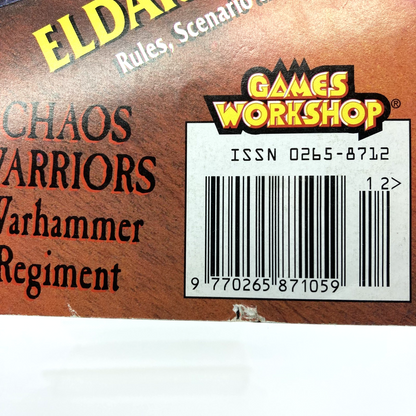 ELDAR
Rules, Scenario
GAMES
WORKSHOP®
CHAOS
WARRIORS
Warhammer
Regiment
ISSN 0265-8712
12>
9 770265 871059